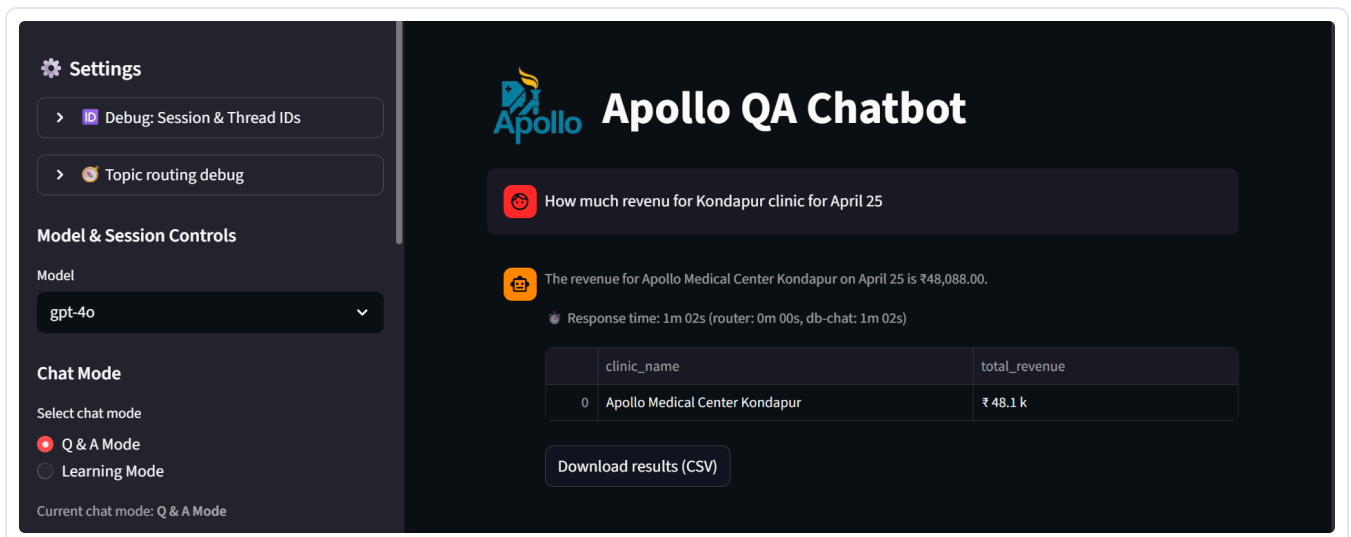 Settings
ID Debug: Session & Thread IDs
Topic routing debug
Model & Session Controls
Model
gpt-4o
Chat Mode
Select chat mode
Q & A Mode
Learning Mode
Current chat mode: Q & A Mode
Apollo
Apollo QA Chatbot
How much revenu for Kondapur clinic for April 25
The revenue for Apollo Medical Center Kondapur on April 25 is ₹48,088.00.
Response time: 1m 02s (router: 0m 00s, db-chat: 1m 02s)
clinic_name total_revenue
0 Apollo Medical Center Kondapur ₹ 48.1 k
Download results (CSV)